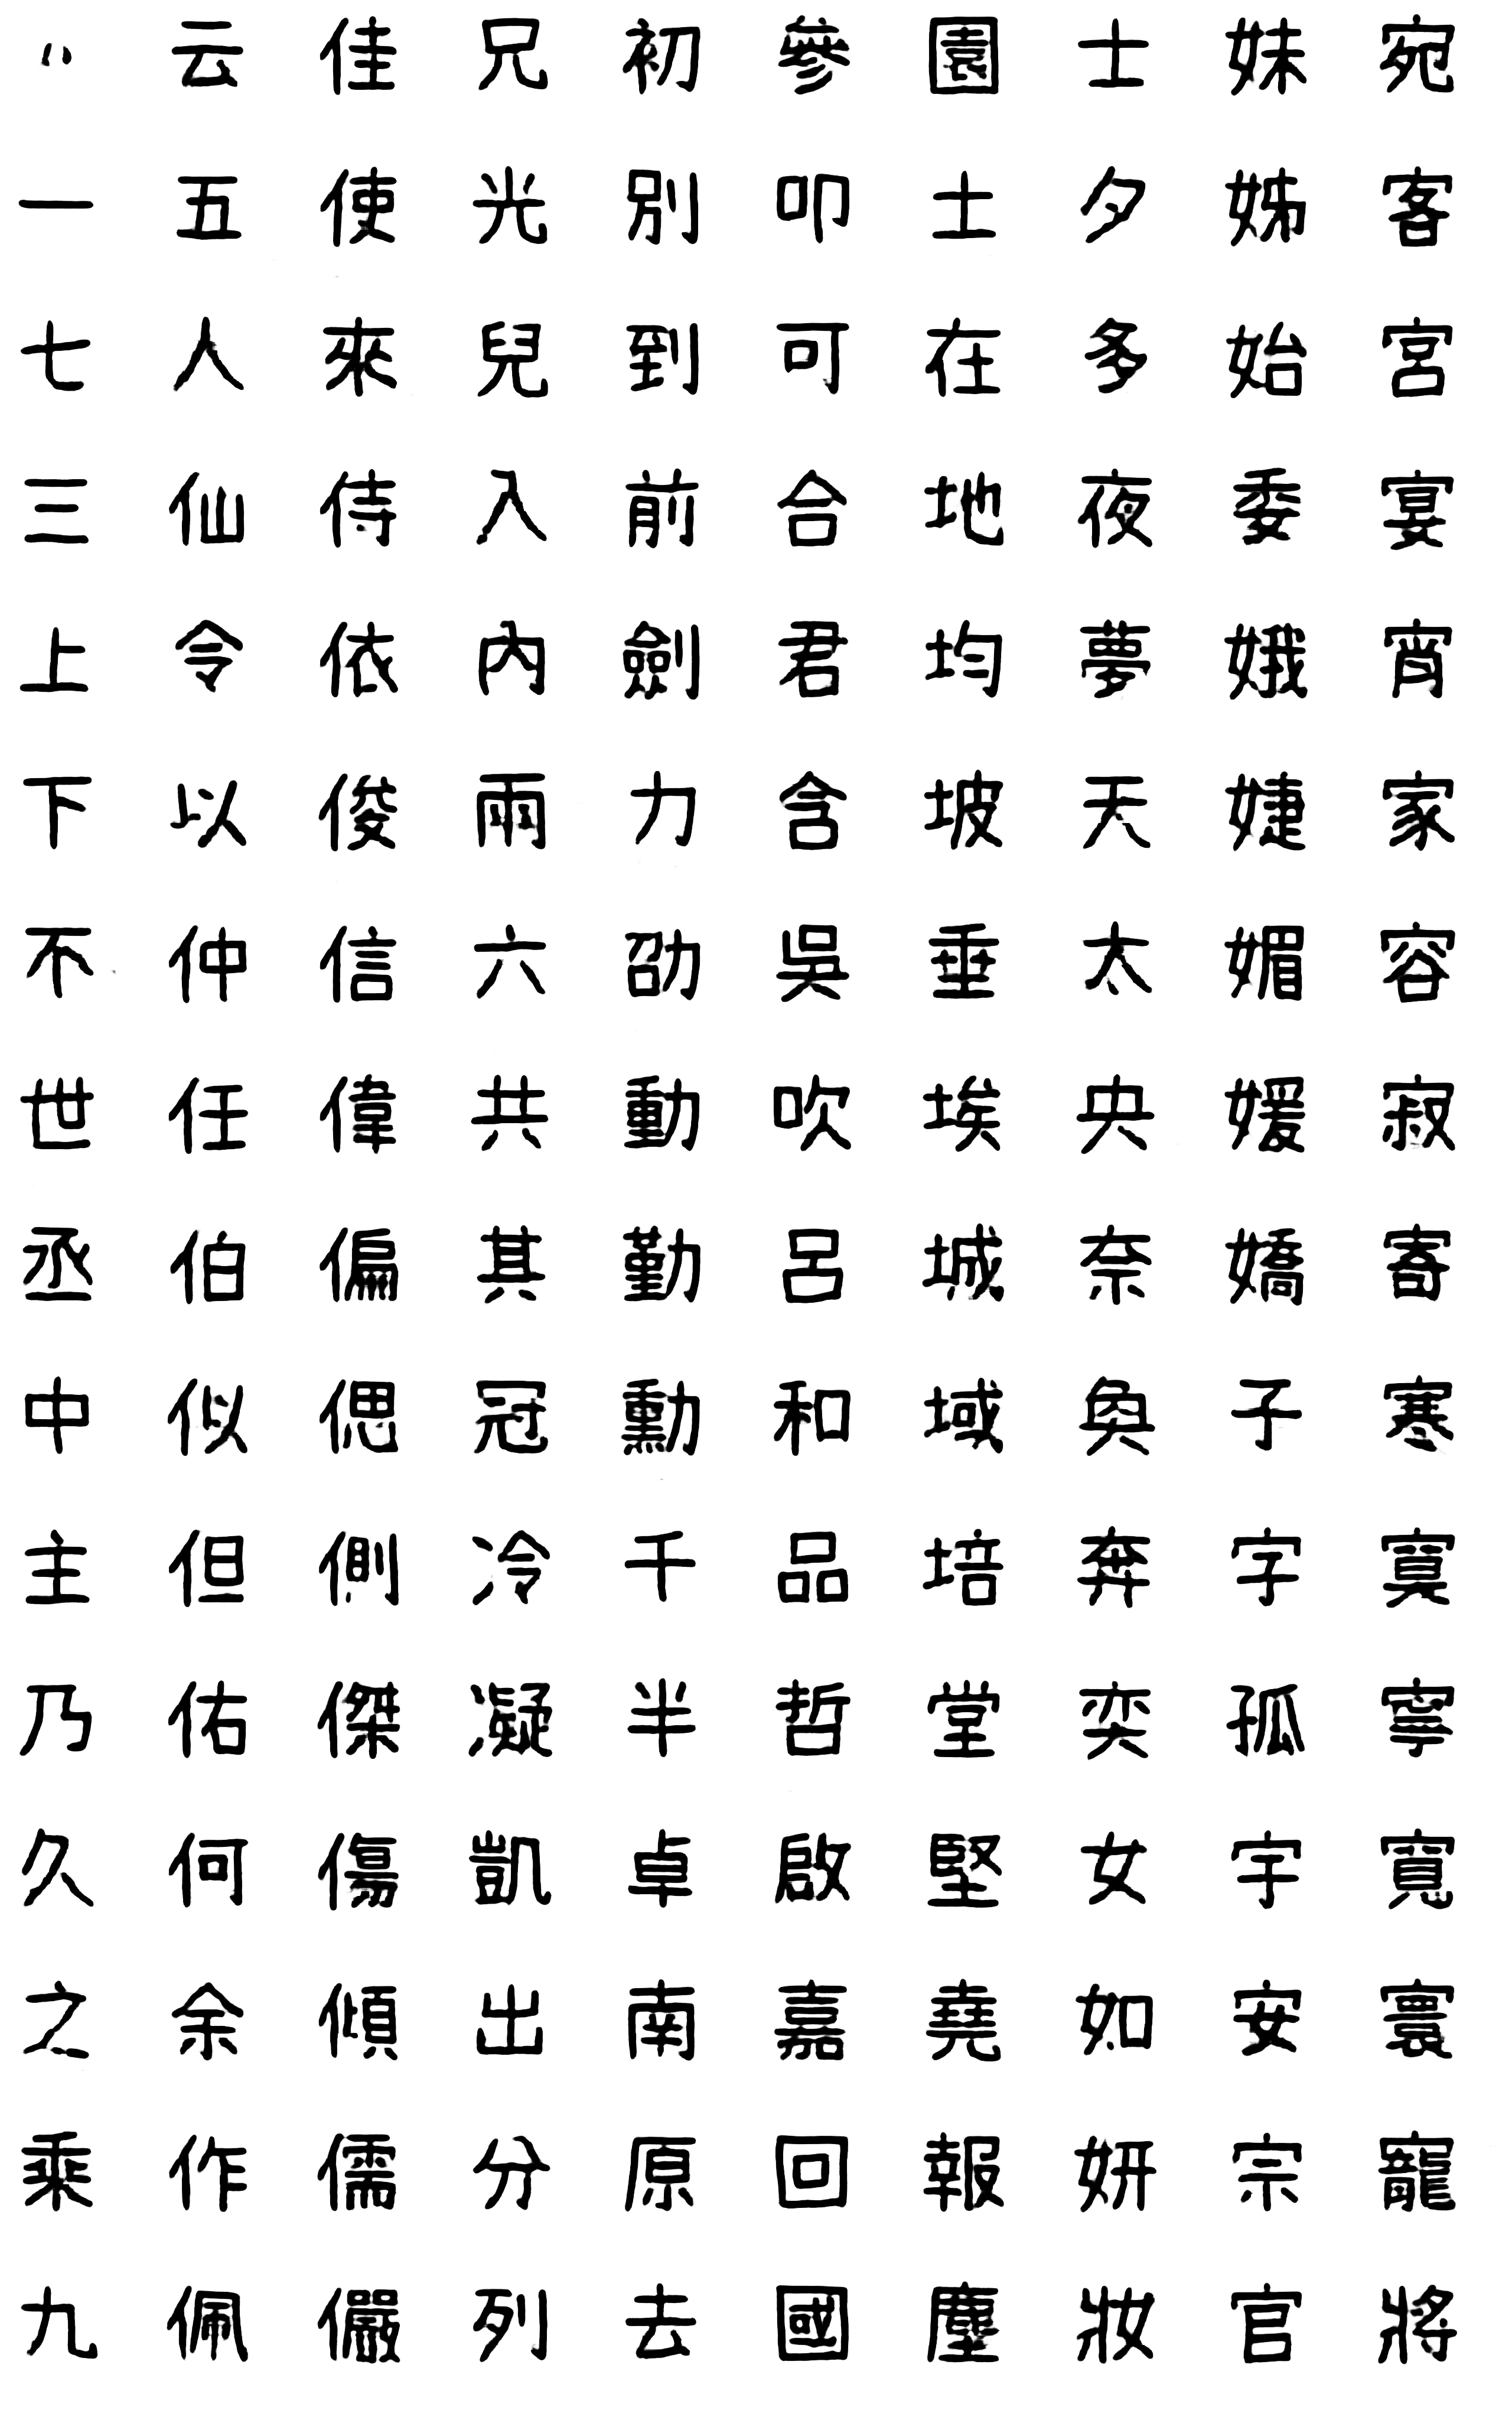 一七三上下不世丞中主乃久之乘九
云五人仙令以仲任伯似但佑何余作佩
佳使來侍依俊信偉偏偲側傑傷傾儒儼
兄光兒入內兩六共其冠冷凝凱出分列
初別到前劍力劭動勤勳千半卓南原去
參叩可合君含吳吹呂和品哲啟嘉回國
園土在地均坡垂埃城域培堂堅堯報塵
士夕多夜夢天太央奈奐奔奕女如妍妝
妹姊始委娥婕媚媛嬌子字孤宇安宗官
宛客宮宴宵家容寂寄寒寞寧寬寰寵將